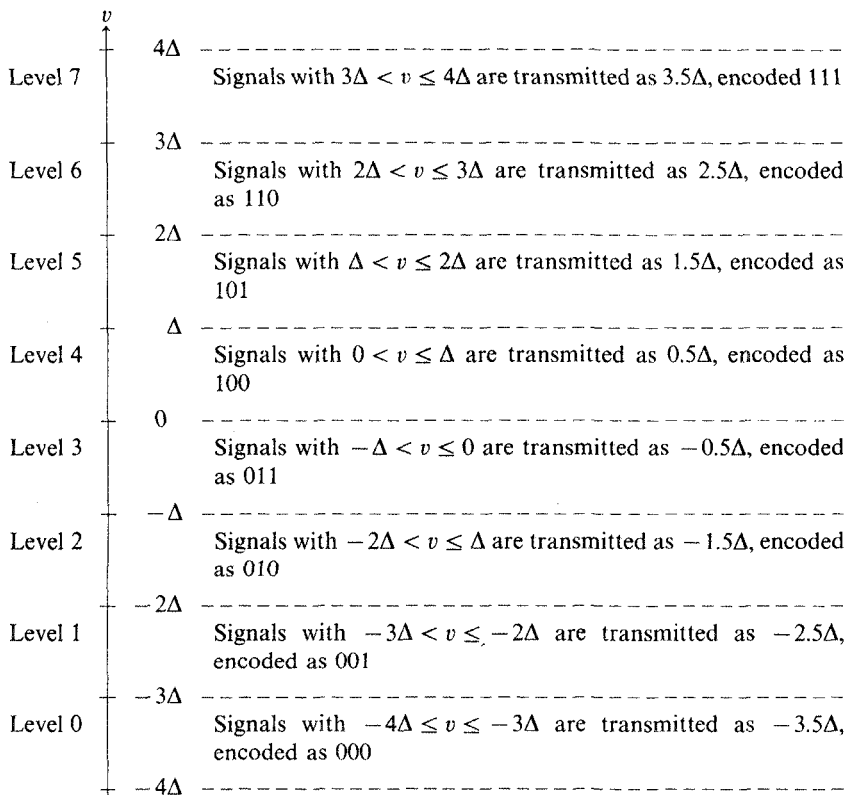 v
4Δ
Level 7 Signals with 3Δ < v ≤ 4Δ are transmitted as 3.5Δ, encoded 111
3Δ
Level 6 Signals with 2Δ < v ≤ 3Δ are transmitted as 2.5Δ, encoded
as 110
2Δ
Level 5 Signals with Δ < v ≤ 2Δ are transmitted as 1.5Δ, encoded as
101
Δ
Level 4 Signals with 0 < v ≤ Δ are transmitted as 0.5Δ, encoded as
100
0
Level 3 Signals with −Δ < v ≤ 0 are transmitted as −0.5Δ, encoded
as 011
−Δ
Level 2 Signals with −2Δ < v ≤ Δ are transmitted as −1.5Δ, encoded
as 010
−2Δ
Level 1 Signals with −3Δ < v ≤ −2Δ are transmitted as −2.5Δ,
encoded as 001
−3Δ
Level 0 Signals with −4Δ ≤ v ≤ −3Δ are transmitted as −3.5Δ,
encoded as 000
−4Δ